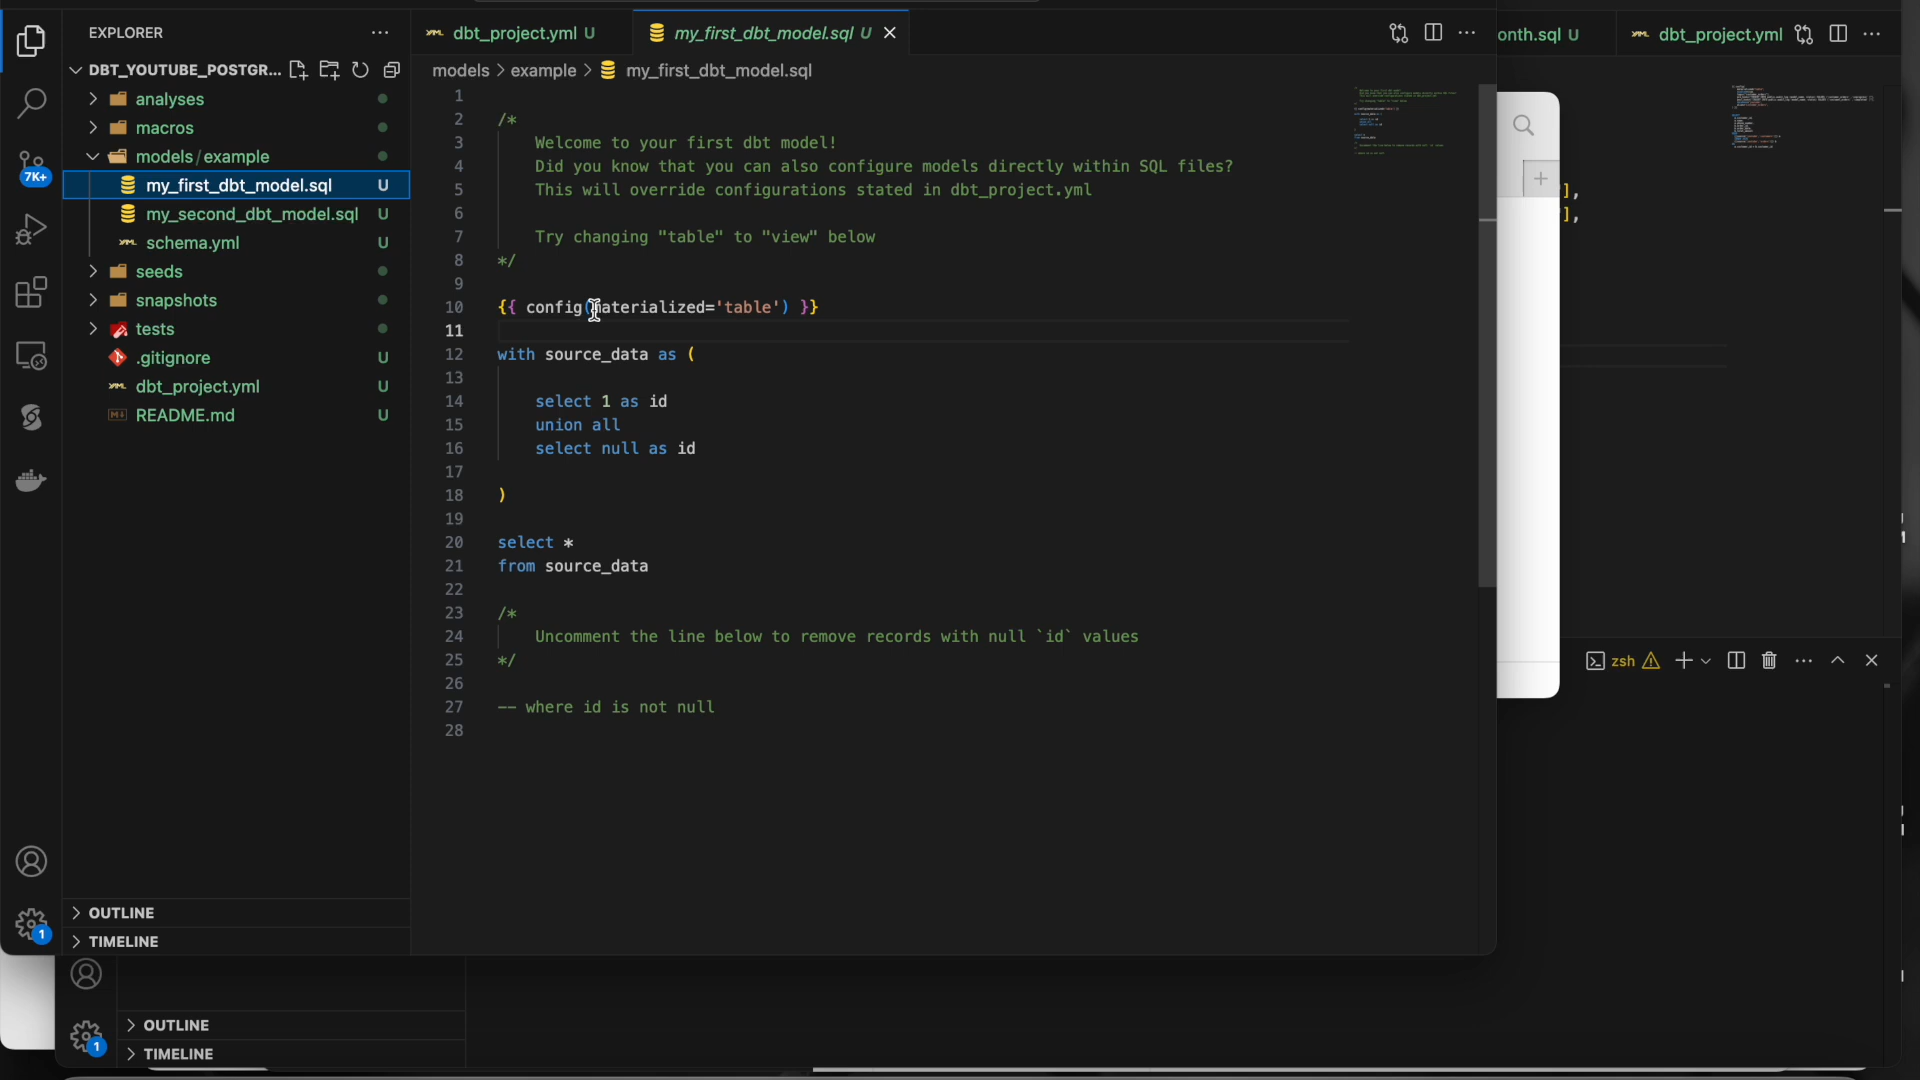 EXPLORER
DBT_YOUTUBE_POSTGR...
analyses
macros
models/example
my_first_dbt_model.sql U
my_second_dbt_model.sql U
schema.yml U
seeds
snapshots
tests
.gitignore U
dbt_project.yml U
README.md U
OUTLINE
TIMELINE
7K+
1
dbt_project.yml U
my_first_dbt_model.sql U
models > example > my_first_dbt_model.sql
1
2 /*
3 Welcome to your first dbt model!
4 Did you know that you can also configure models directly within SQL files?
5 This will override configurations stated in dbt_project.yml
6
7 Try changing "table" to "view" below
8 */
9
10 {{ config(materialized='table') }}
11
12 with source_data as (
13
14 select 1 as id
15 union all
16 select null as id
17
18 )
19
20 select *
21 from source_data
22
23 /*
24 Uncomment the line below to remove records with null `id` values
25 */
26
27 -- where id is not null
28
onth.sql U
dbt_project.yml
],
],
zsh
OUTLINE
TIMELINE
1